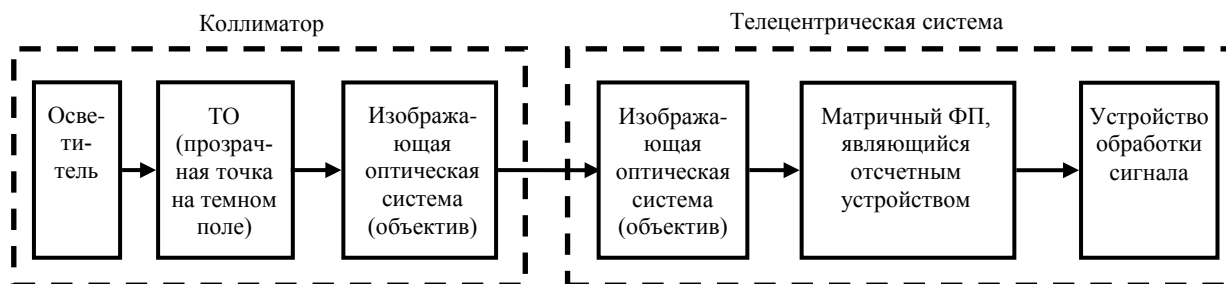 Коллиматор
Телецентрическая система
Осве-
ти-
тель
ТО
(прозрач-
ная точка
на темном
поле)
Изобража-
ющая
оптическая
система
(объектив)
Изобража-
ющая
оптическая
система
(объектив)
Матричный ФП,
являющийся
отсчетным
устройством
Устройство
обработки
сигнала